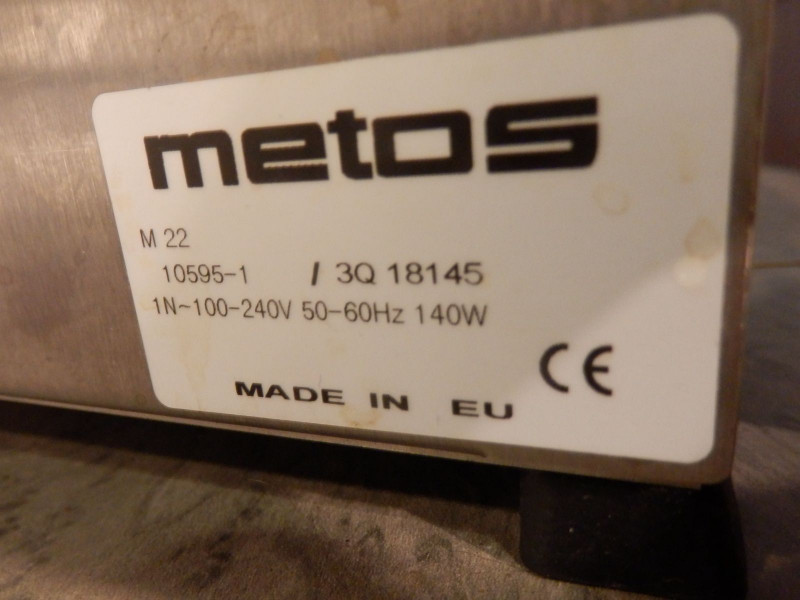 metos
M 22
10595-1 / 3Q 18145
1N~100-240V 50-60Hz 140W
CE
MADE IN EU